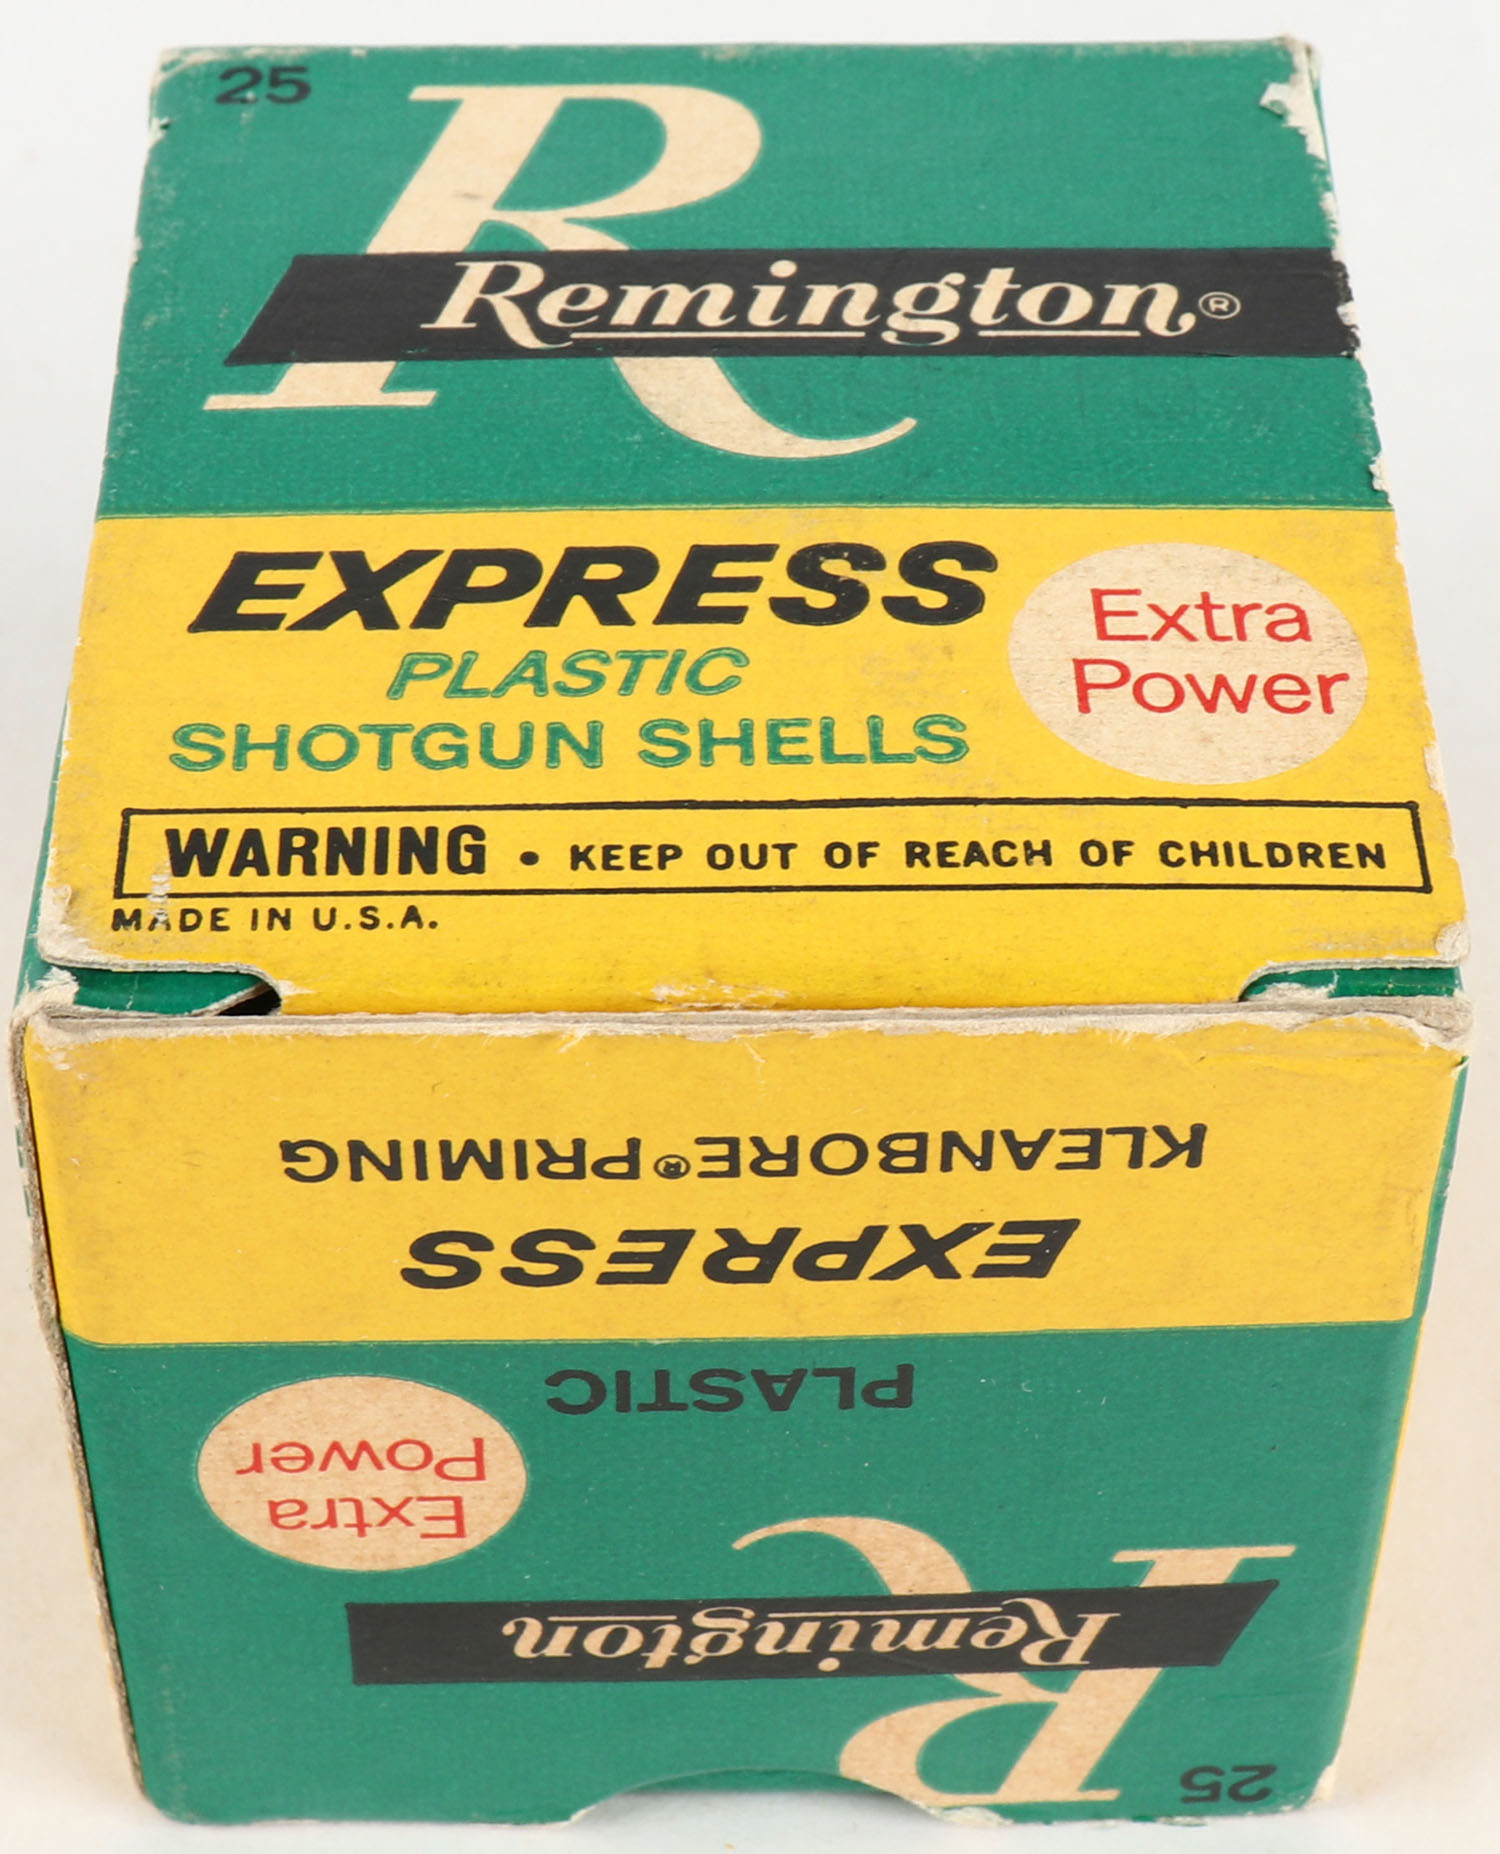 25
R
Remington®
EXPRESS
PLASTIC
SHOTGUN SHELLS
Extra
Power
WARNING • KEEP OUT OF REACH OF CHILDREN
MADE IN U.S.A.
25
R
Remington
Extra
Power
PLASTIC
EXPRESS
KLEANBORE® PRIMING